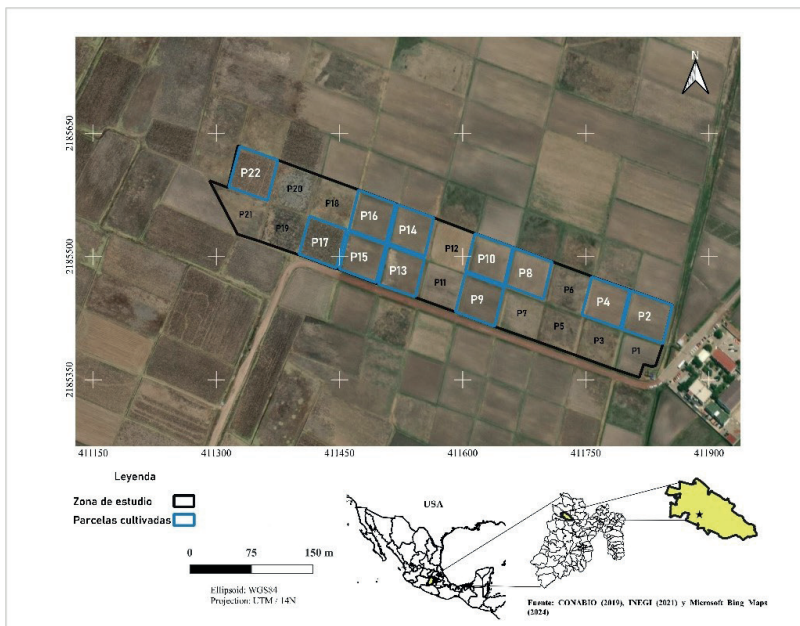 N
2185650
2185500
2185350
P22
P20
P18
P16
P14
P12
P10
P8
P6
P4
P2
P21
P19
P17
P15
P13
P11
P9
P7
P5
P3
P1
411150
411300
411450
411600
411750
411900
Leyenda
Zona de estudio
Parcelas cultivadas
0
75
150 m
Ellipsoid: WGS84
Projection: UTM / 14N
USA
Fuente: CONABIO (2019), INEGI (2021) y Microsoft Bing Maps
(2024)